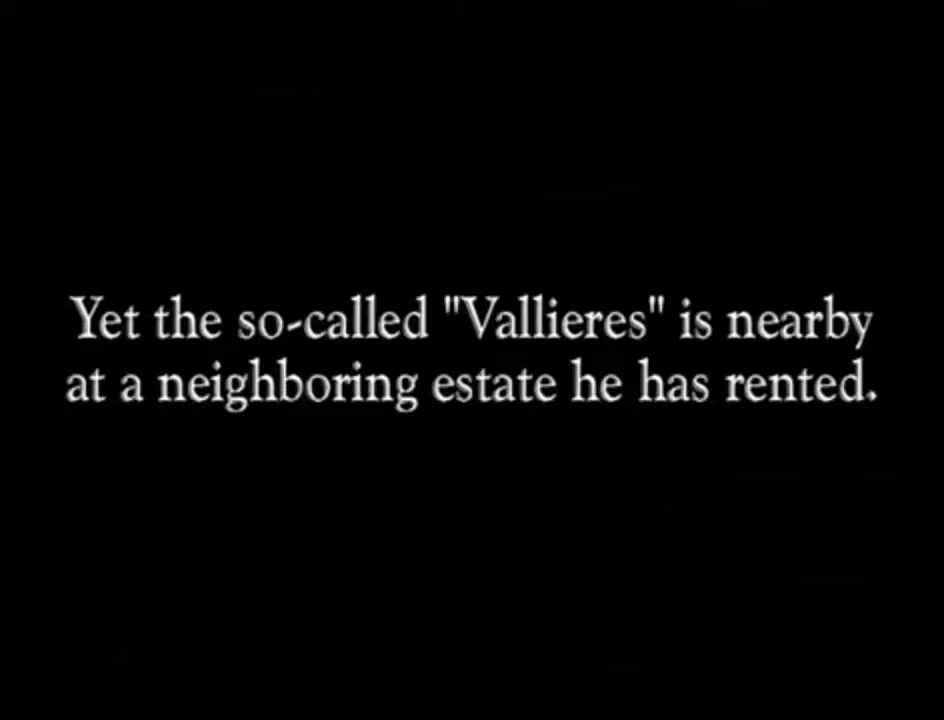 Yet the so-called "Vallieres" is nearby
at a neighboring estate he has rented.